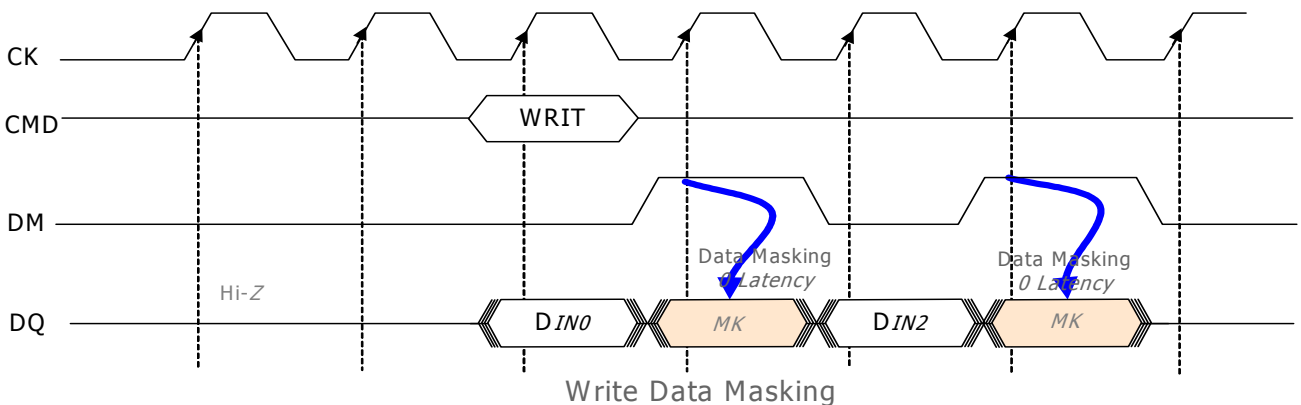 CK
CMD
WRIT
DM
Data Masking
0 Latency
Data Masking
0 Latency
Hi-Z
DQ
DIN0
MK
DIN2
MK
Write Data Masking